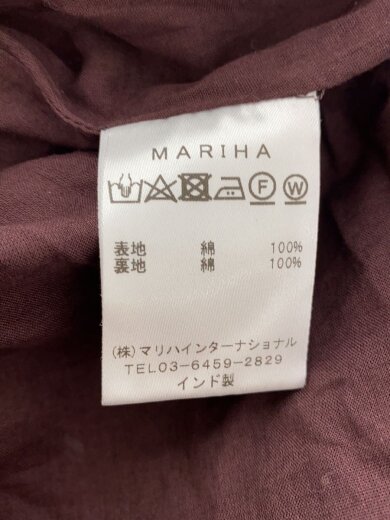 MARIHA
F W
表地 綿 100%
裏地 綿 100%
(株)マリハインターナショナル
TEL03-6459-2829
インド製